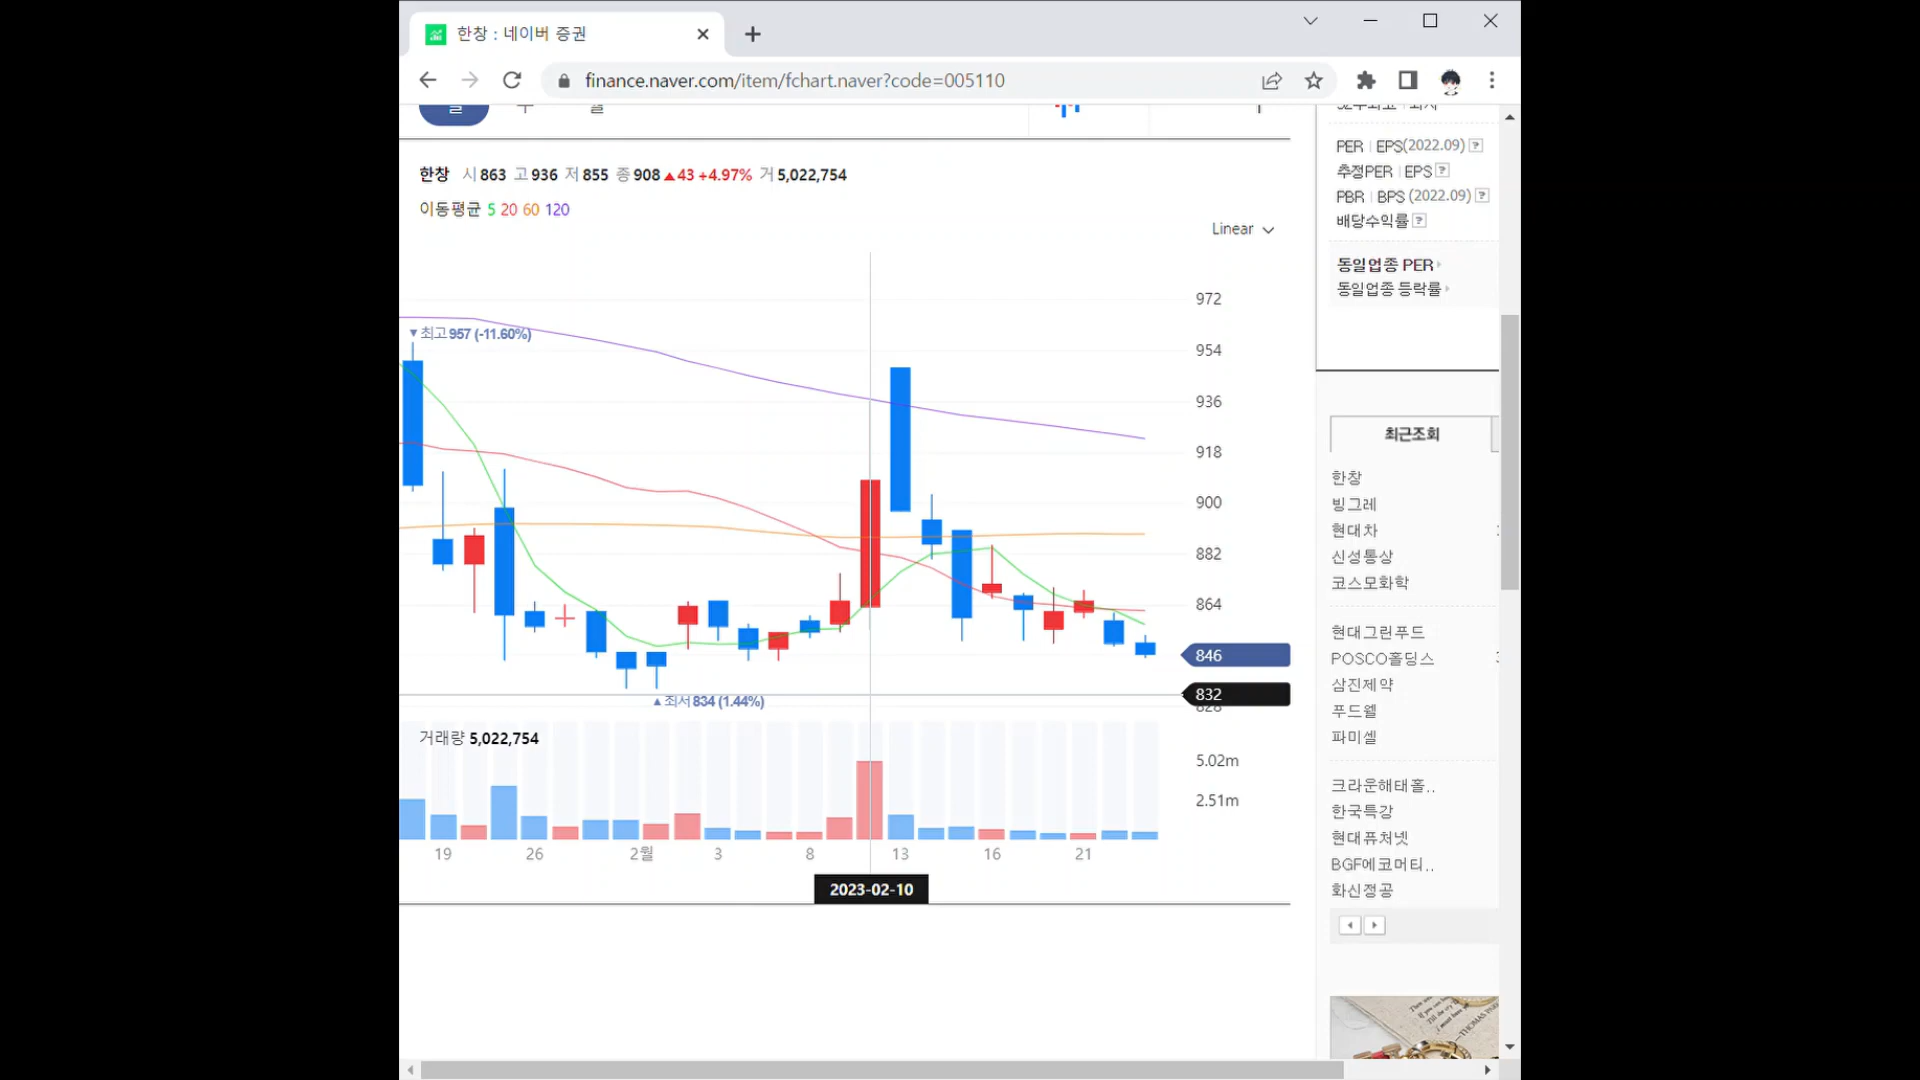 한창 : 네이버 증권
finance.naver.com/item/fchart.naver?code=005110
한창 시 863 고 936 저 855 종 908 ▲43 +4.97% 거 5,022,754
이동평균 5 20 60 120
Linear
972
▼최고 957 (-11.60%)
954
936
918
900
882
864
846
832
828
▲최저 834 (1.44%)
거래량 5,022,754
5.02m
2.51m
19 26 2월 3 8 13 16 21
2023-02-10
PER | EPS(2022.09) ?
추정PER | EPS ?
PBR | BPS (2022.09) ?
배당수익률 ?
동일업종 PER
동일업종 등락률
최근조회
한창
빙그레
현대차
신성통상
코스모화학
현대그린푸드
POSCO홀딩스
삼진제약
푸드웰
파미셀
크라운해태홀..
한국특강
현대퓨처넷
BGF에코머티..
화신정공